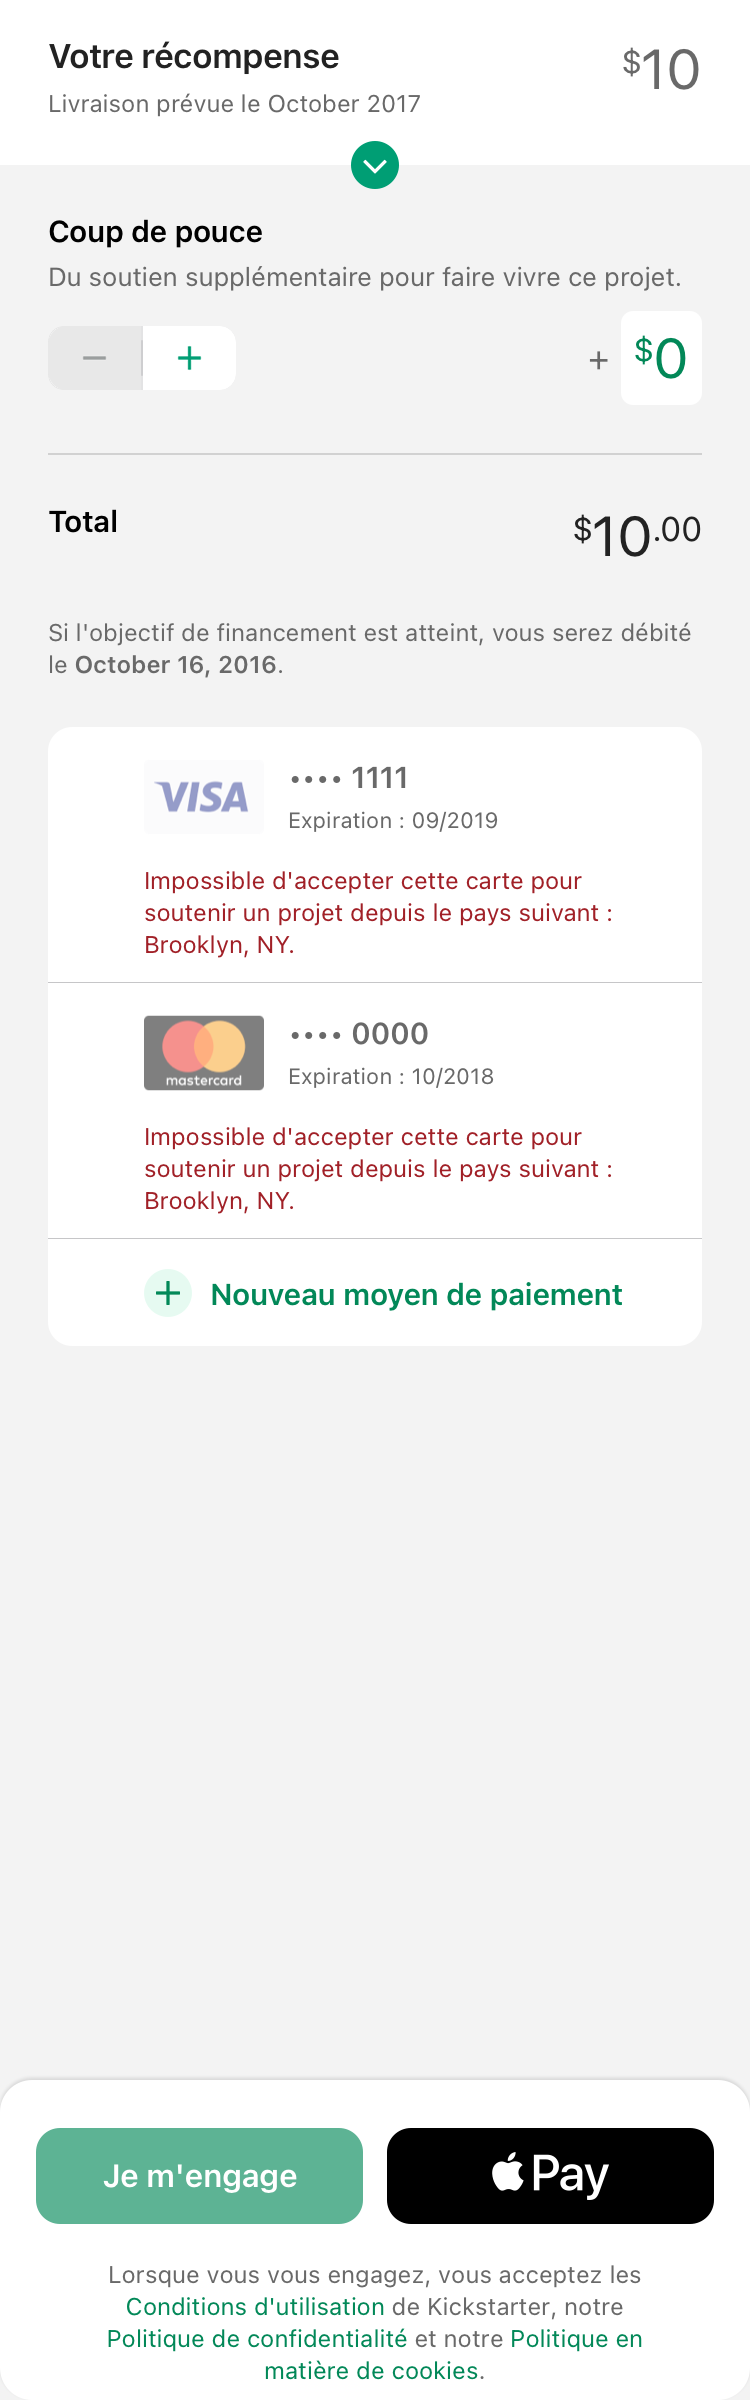 Votre récompense
$10
Livraison prévue le October 2017
Coup de pouce
Du soutien supplémentaire pour faire vivre ce projet.
− + + $0
Total
$10.00
Si l'objectif de financement est atteint, vous serez débité
le October 16, 2016.
VISA
•••• 1111
Expiration : 09/2019
Impossible d'accepter cette carte pour
soutenir un projet depuis le pays suivant :
Brooklyn, NY.
mastercard
•••• 0000
Expiration : 10/2018
Impossible d'accepter cette carte pour
soutenir un projet depuis le pays suivant :
Brooklyn, NY.
+ Nouveau moyen de paiement
Je m'engage
Pay
Lorsque vous vous engagez, vous acceptez les
Conditions d'utilisation de Kickstarter, notre
Politique de confidentialité et notre Politique en
matière de cookies.